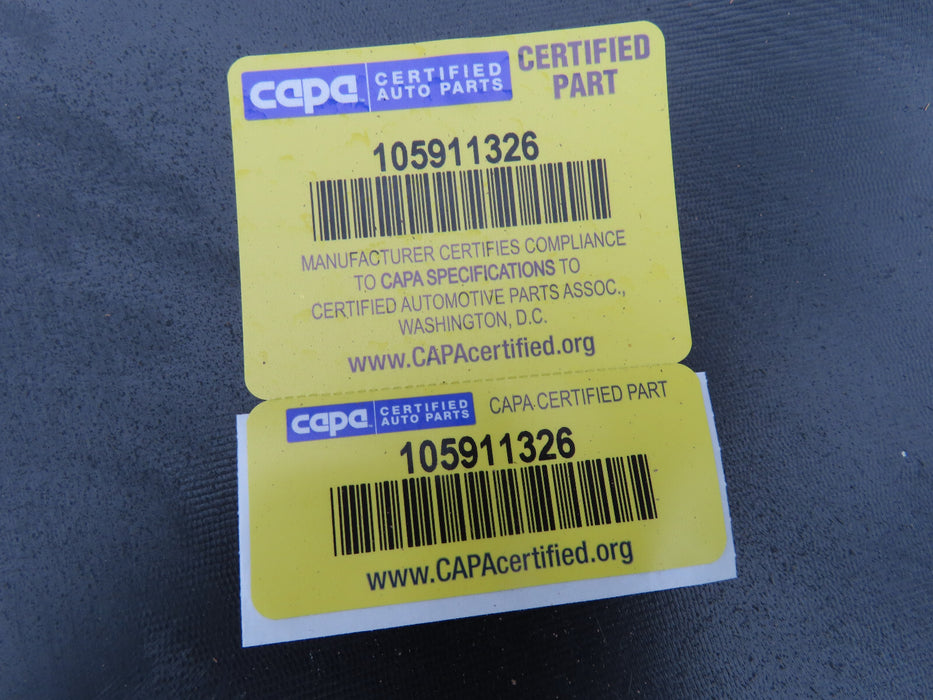 capa CERTIFIED AUTO PARTS
CERTIFIED PART
105911326
MANUFACTURER CERTIFIES COMPLIANCE
TO CAPA SPECIFICATIONS TO
CERTIFIED AUTOMOTIVE PARTS ASSOC.,
WASHINGTON, D.C.
www.CAPAcertified.org
capa™ CERTIFIED AUTO PARTS
CAPA CERTIFIED PART
105911326
www.CAPAcertified.org